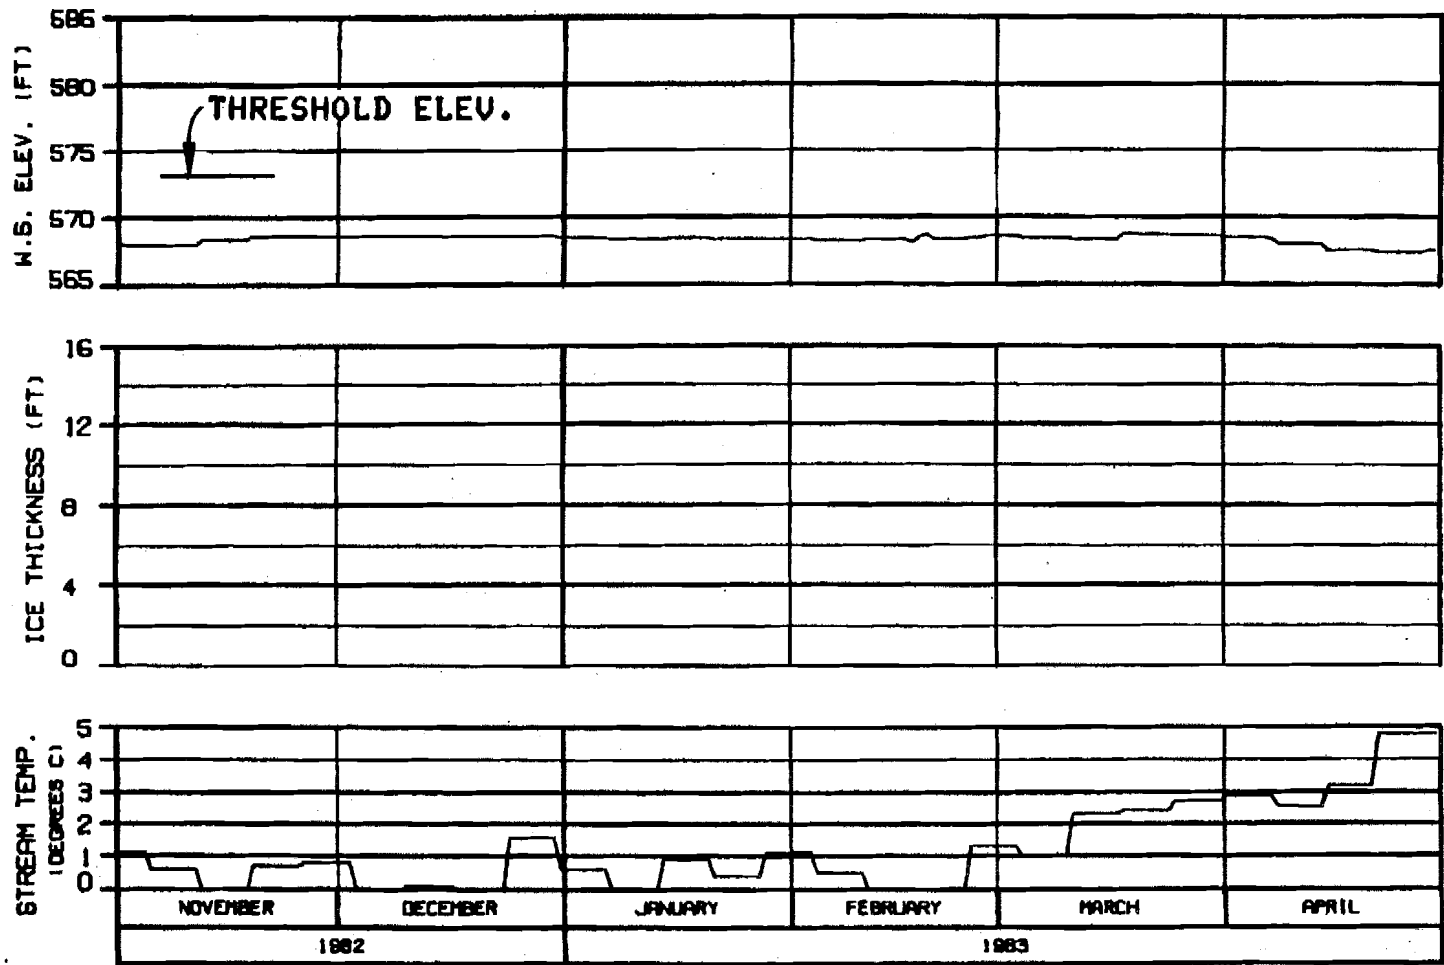 585
580
575
570
565
W.S. ELEV. (FT)
THRESHOLD ELEV.
16
12
8
4
0
ICE THICKNESS (FT)
5
4
3
2
1
0
STREAM TEMP.
(DEGREES C)
NOVEMBER DECEMBER JANUARY FEBRUARY MARCH APRIL
1982 1983